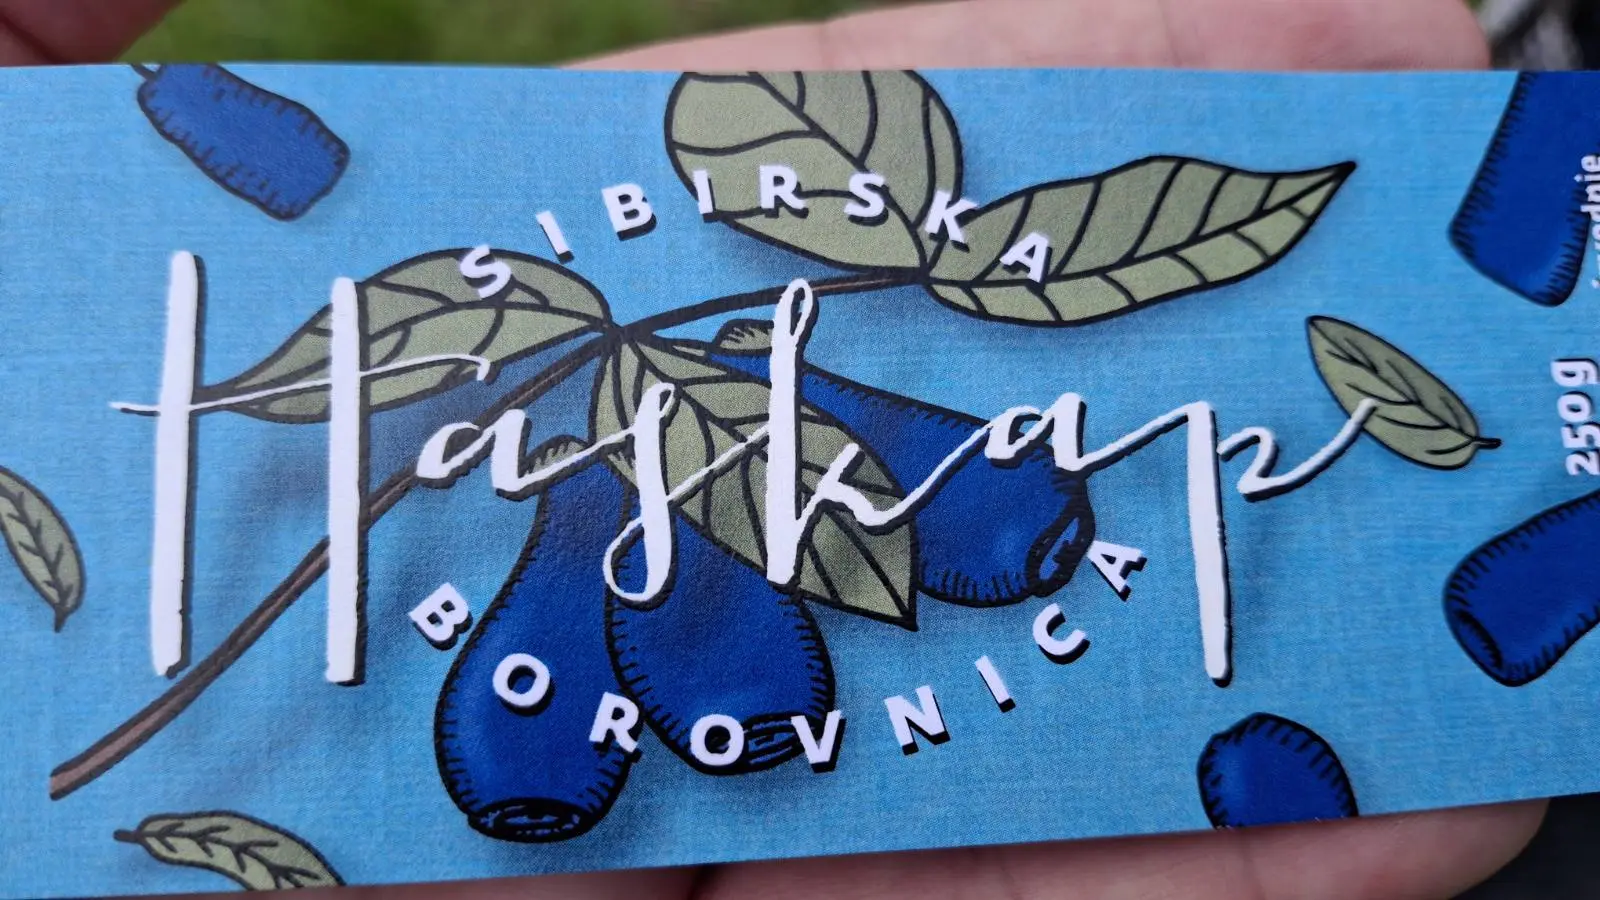 SIBIRSKA
Haskap
BOROVNICA
250g